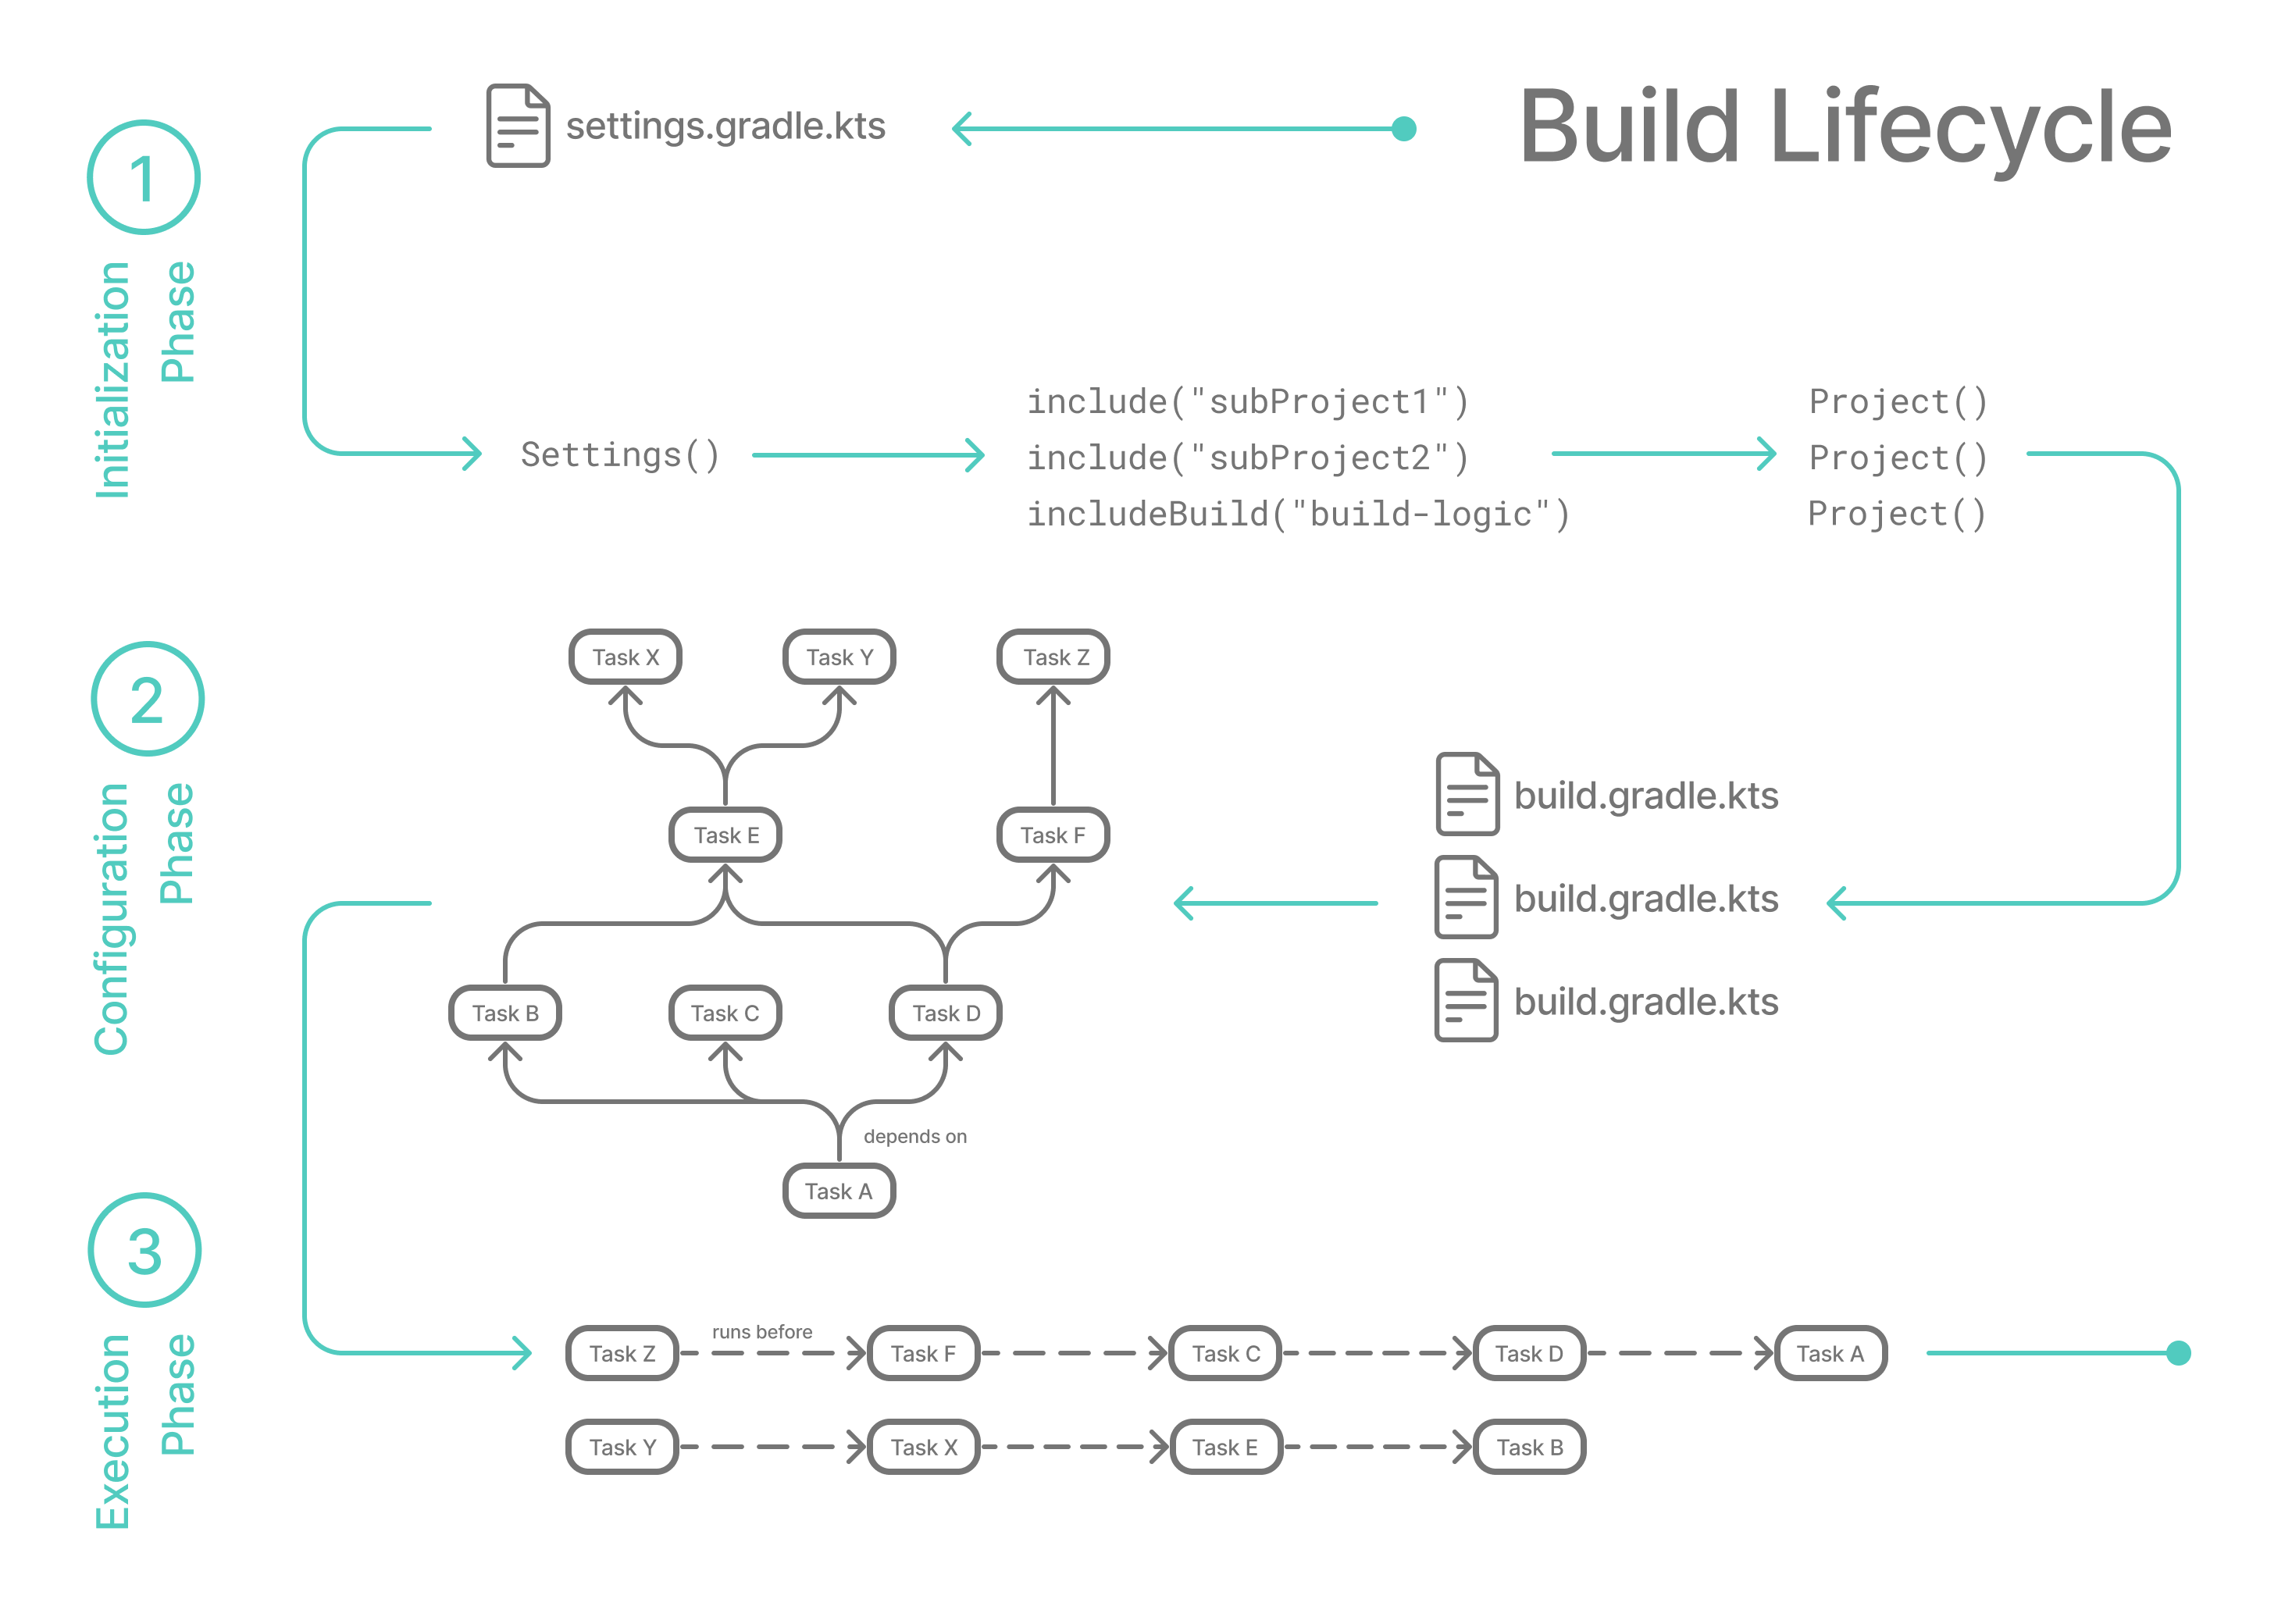 Build Lifecycle
1
Initialization
Phase
settings.gradle.kts
Settings()
include("subProject1")
include("subProject2")
includeBuild("build-logic")
Project()
Project()
Project()
2
Configuration
Phase
build.gradle.kts
build.gradle.kts
build.gradle.kts
Task X
Task Y
Task Z
Task E
Task F
Task B
Task C
Task D
depends on
Task A
3
Execution
Phase
Task Z
runs before
Task F
Task C
Task D
Task A
Task Y
Task X
Task E
Task B